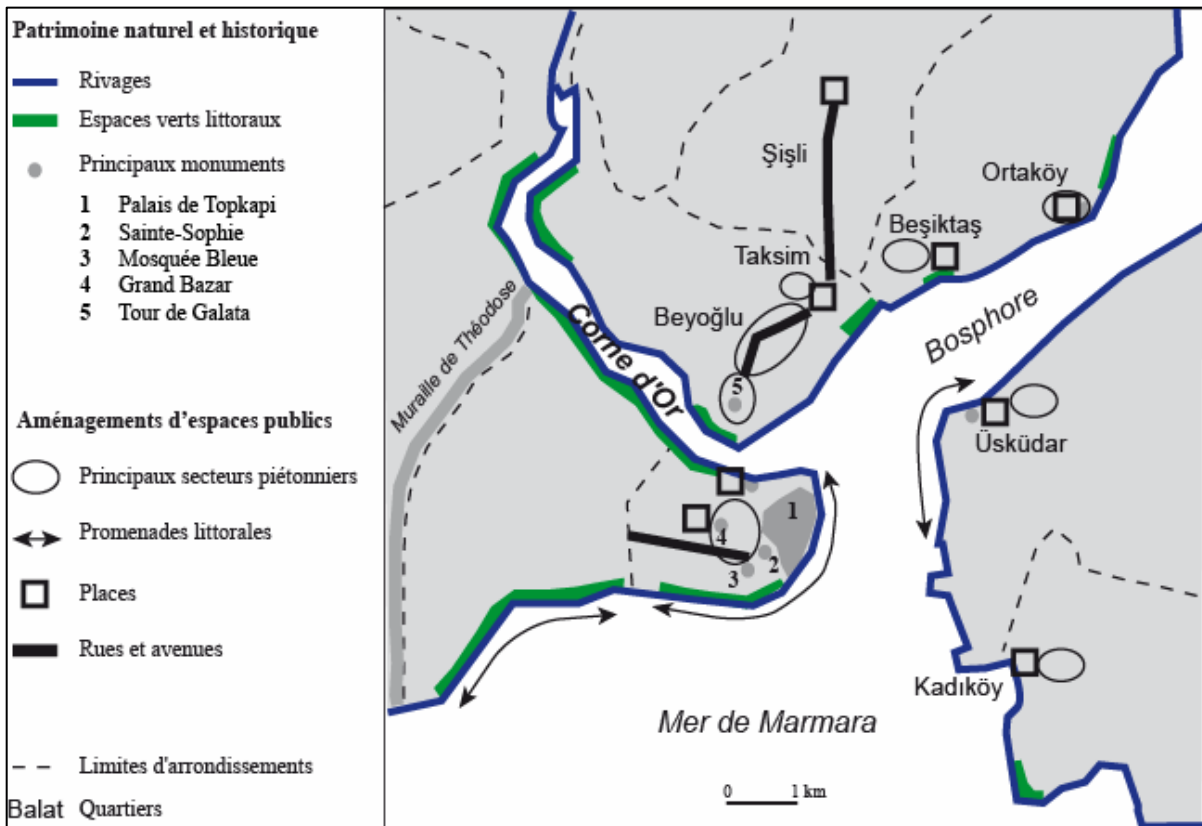 Patrimoine naturel et historique
Rivages
Espaces verts littoraux
Principaux monuments
1 Palais de Topkapi
2 Sainte-Sophie
3 Mosquée Bleue
4 Grand Bazar
5 Tour de Galata
Aménagements d'espaces publics
Principaux secteurs piétonniers
Promenades littorales
Places
Rues et avenues
Limites d'arrondissements
Balat Quartiers
Şişli
Ortaköy
Beşiktaş
Taksim
Beyoğlu
Bosphore
Corne d'Or
Muraille de Théodose
5
Üsküdar
1
4
2
3
Kadıköy
Mer de Marmara
0 1 km